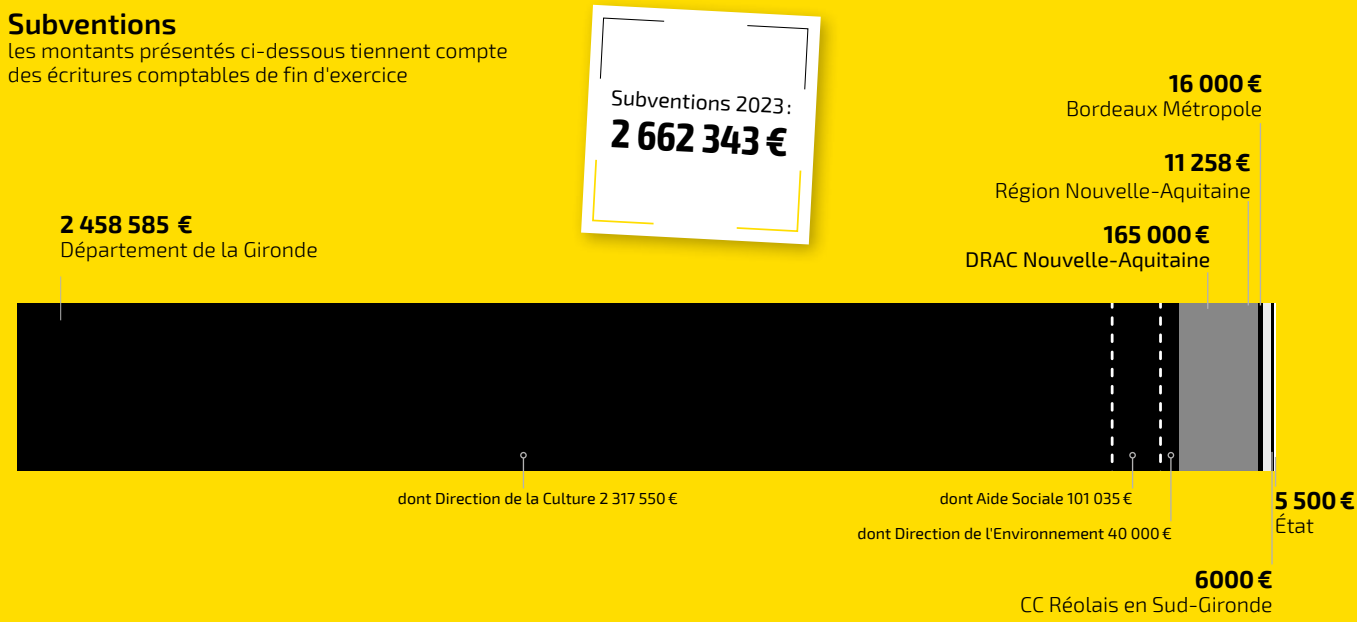 Subventions
les montants présentés ci-dessous tiennent compte
des écritures comptables de fin d'exercice
Subventions 2023 :
2 662 343 €
16 000 €
Bordeaux Métropole
11 258 €
Région Nouvelle-Aquitaine
165 000 €
DRAC Nouvelle-Aquitaine
2 458 585 €
Département de la Gironde
dont Direction de la Culture 2 317 550 €
dont Aide Sociale 101 035 €
dont Direction de l'Environnement 40 000 €
5 500 €
État
6000 €
CC Réolais en Sud-Gironde